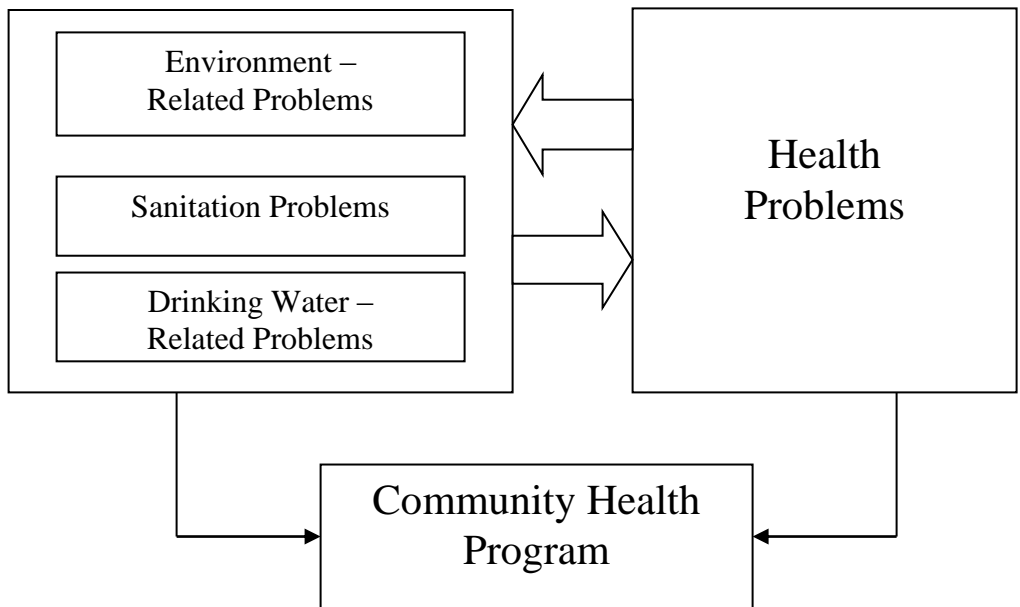 Environment –
Related Problems
Sanitation Problems
Drinking Water –
Related Problems
Health
Problems
Community Health
Program